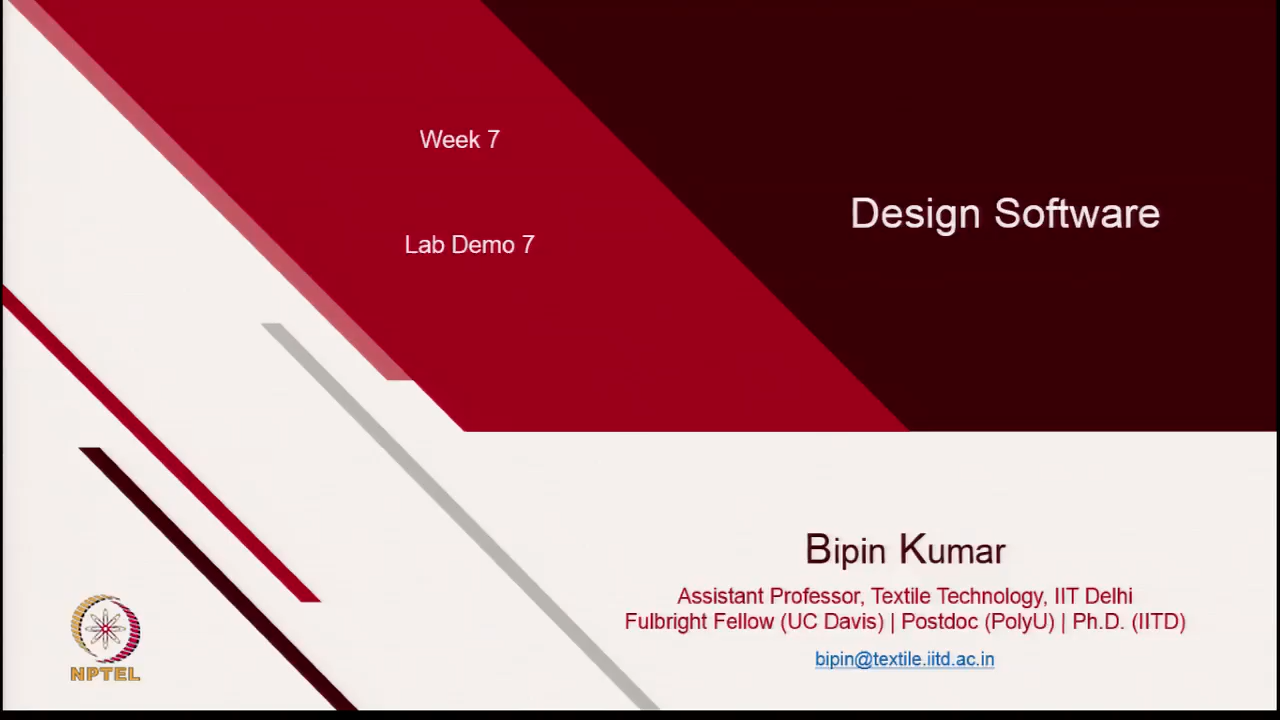 Week 7
Lab Demo 7
Design Software
Bipin Kumar
Assistant Professor, Textile Technology, IIT Delhi
Fulbright Fellow (UC Davis) | Postdoc (PolyU) | Ph.D. (IITD)
bipin@textile.iitd.ac.in
NPTEL